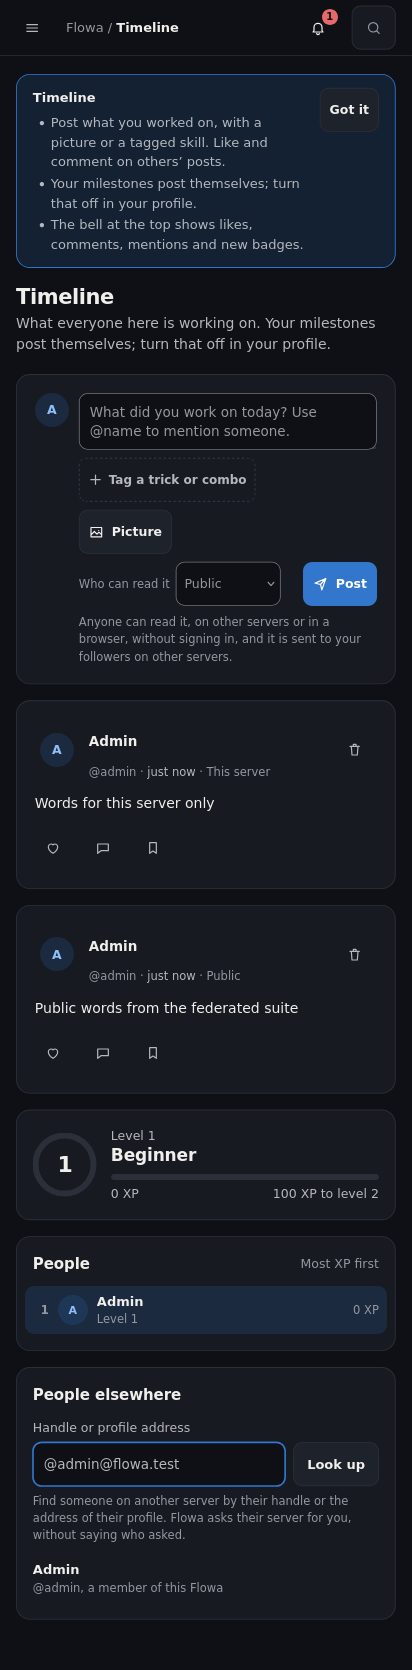 Flowa / Timeline
1
Timeline
Got it
• Post what you worked on, with a
picture or a tagged skill. Like and
comment on others’ posts.
• Your milestones post themselves; turn
that off in your profile.
• The bell at the top shows likes,
comments, mentions and new badges.
Timeline
What everyone here is working on. Your milestones
post themselves; turn that off in your profile.
A
What did you work on today? Use
@name to mention someone.
Tag a trick or combo
Picture
Who can read it
Public
Post
Anyone can read it, on other servers or in a
browser, without signing in, and it is sent to your
followers on other servers.
A
Admin
@admin · just now · This server
Words for this server only
A
Admin
@admin · just now · Public
Public words from the federated suite
1
Level 1
Beginner
0 XP
100 XP to level 2
People
Most XP first
1
A
Admin
Level 1
0 XP
People elsewhere
Handle or profile address
@admin@flowa.test
Look up
Find someone on another server by their handle or the
address of their profile. Flowa asks their server for you,
without saying who asked.
Admin
@admin, a member of this Flowa